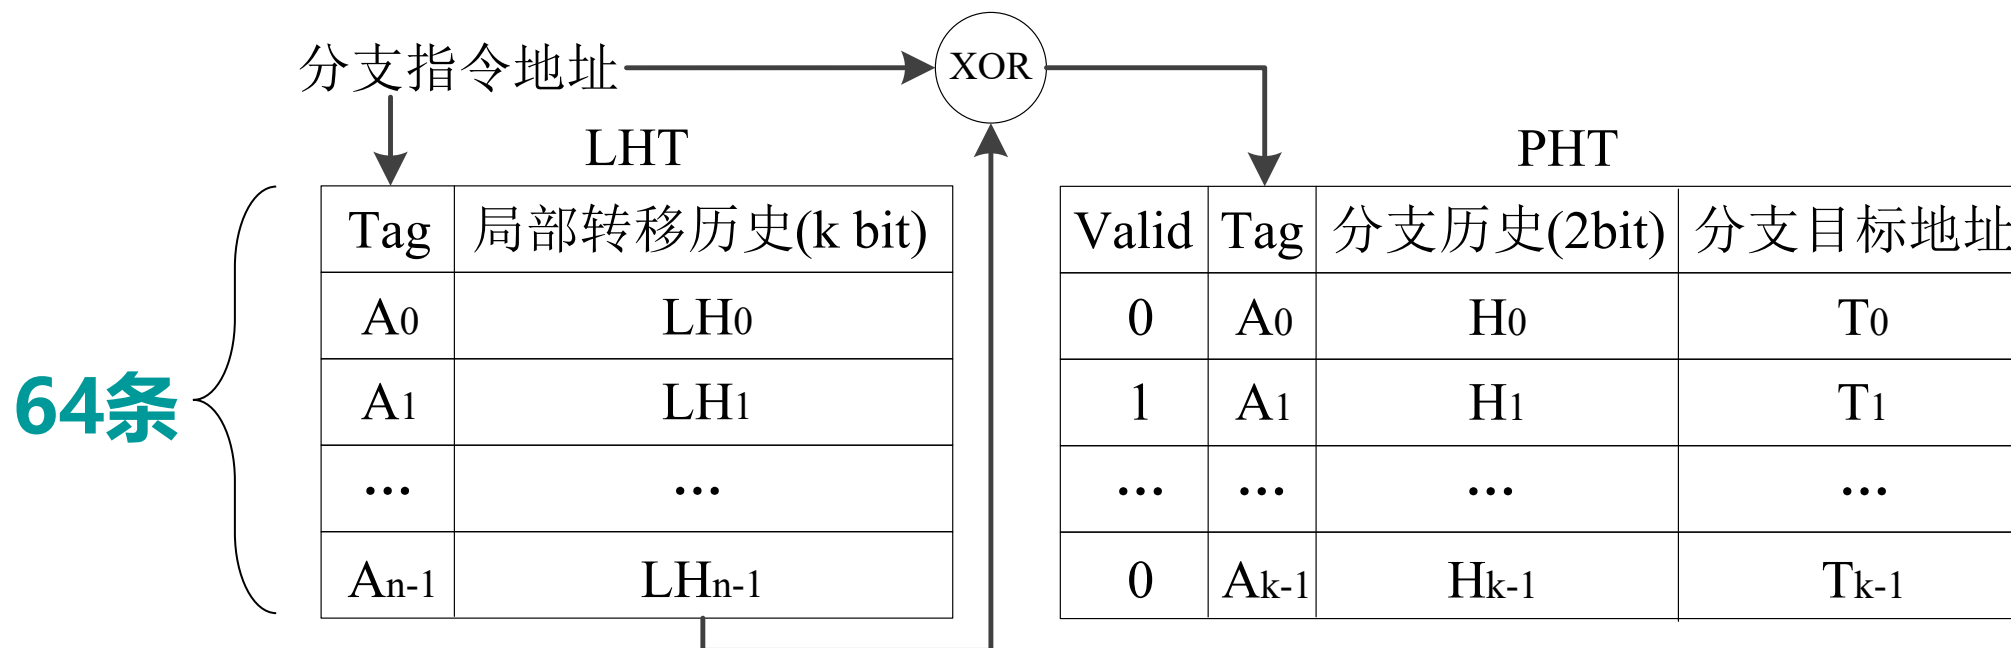 分支指令地址 XOR
LHT PHT
Tag 局部转移历史(k bit) Valid Tag 分支历史(2bit) 分支目标地址
A0 LH0 0 A0 H0 T0
64条 A1 LH1 1 A1 H1 T1
... ... ... ... ... ...
An-1 LHn-1 0 Ak-1 Hk-1 Tk-1